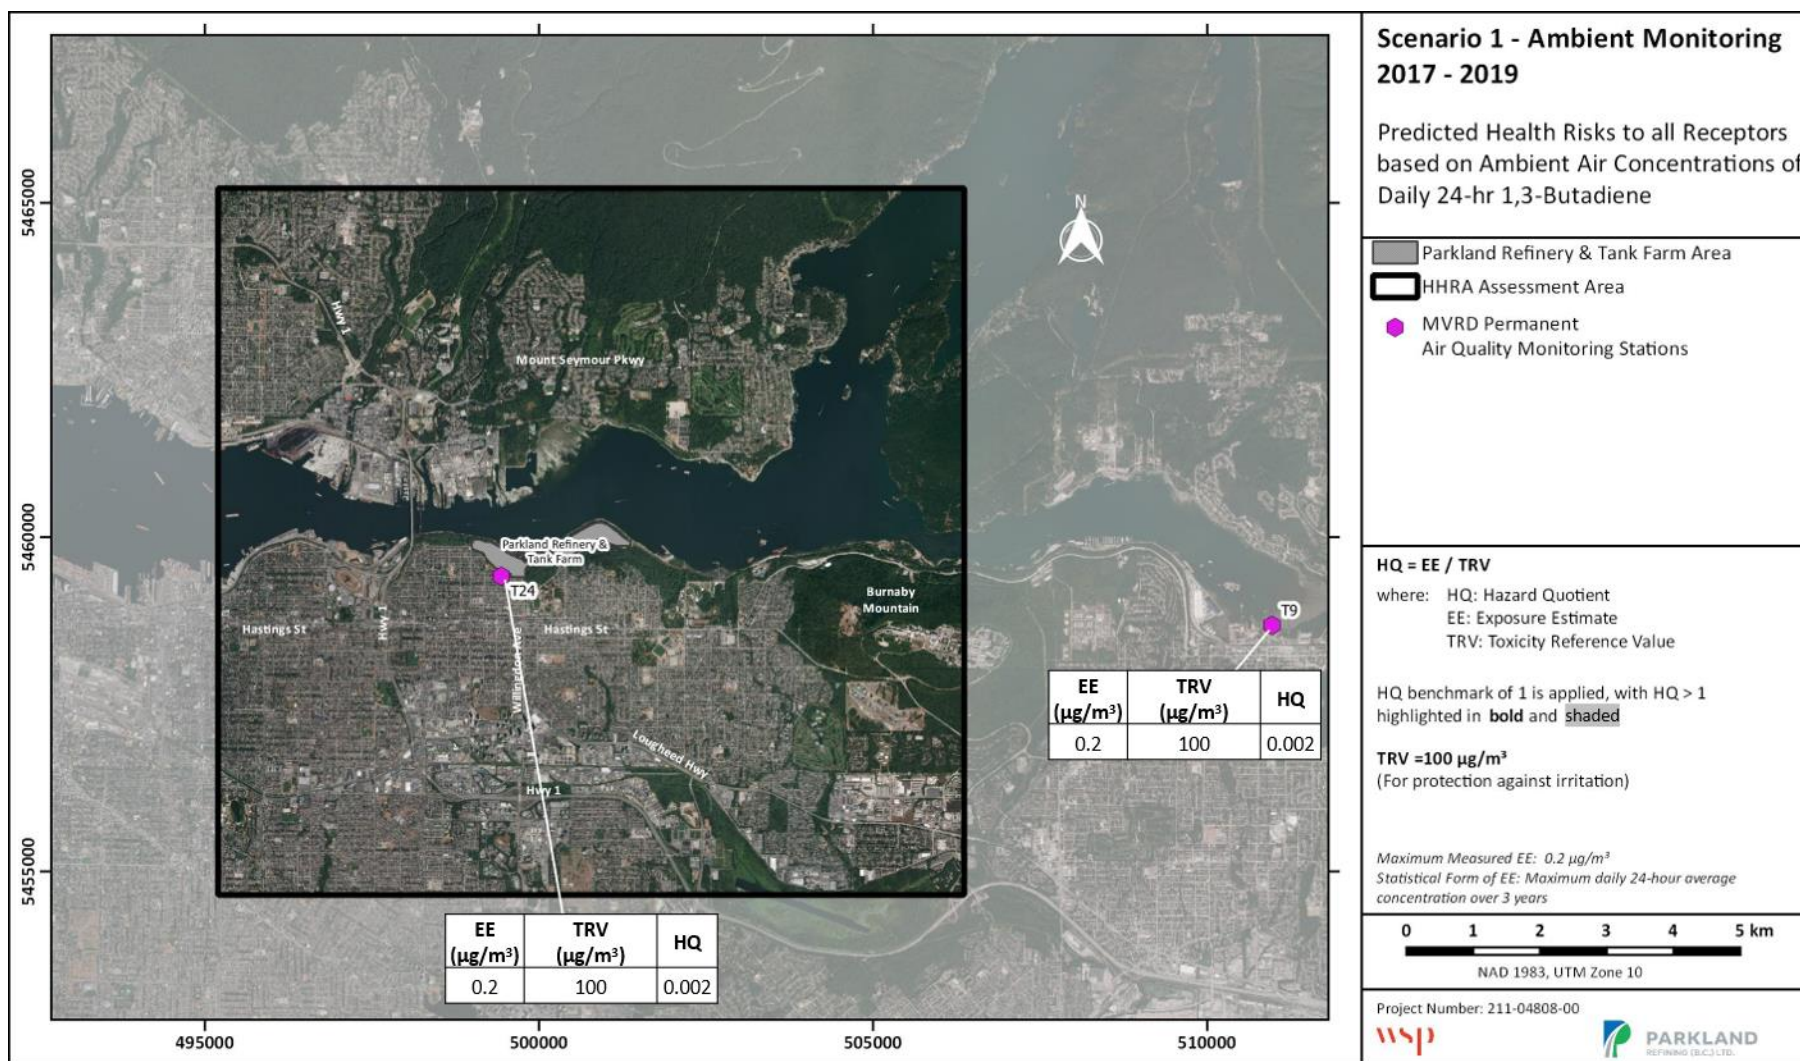 Scenario 1 - Ambient Monitoring
2017 - 2019
Predicted Health Risks to all Receptors
based on Ambient Air Concentrations of
Daily 24-hr 1,3-Butadiene
Parkland Refinery & Tank Farm Area
HHRA Assessment Area
MVRD Permanent
Air Quality Monitoring Stations
HQ = EE / TRV
where: HQ: Hazard Quotient
EE: Exposure Estimate
TRV: Toxicity Reference Value
HQ benchmark of 1 is applied, with HQ > 1
highlighted in bold and shaded
TRV =100 µg/m³
(For protection against irritation)
Maximum Measured EE: 0.2 µg/m³
Statistical Form of EE: Maximum daily 24-hour average
concentration over 3 years
0 1 2 3 4 5 km
NAD 1983, UTM Zone 10
Project Number: 211-04808-00
wsp
PARKLAND
REFINING (B.C.) LTD.
N
5465000
5460000
5455000
495000 500000 505000 510000
Hwy 1
Mount Seymour Pkwy
Parkland Refinery &
Tank Farm
T24
Hastings St
Hwy 1
Hastings St
Willingdon Ave
Burnaby
Mountain
Lougheed Hwy
Hwy 1
T9
EE (µg/m³) TRV (µg/m³) HQ
0.2 100 0.002
EE (µg/m³) TRV (µg/m³) HQ
0.2 100 0.002